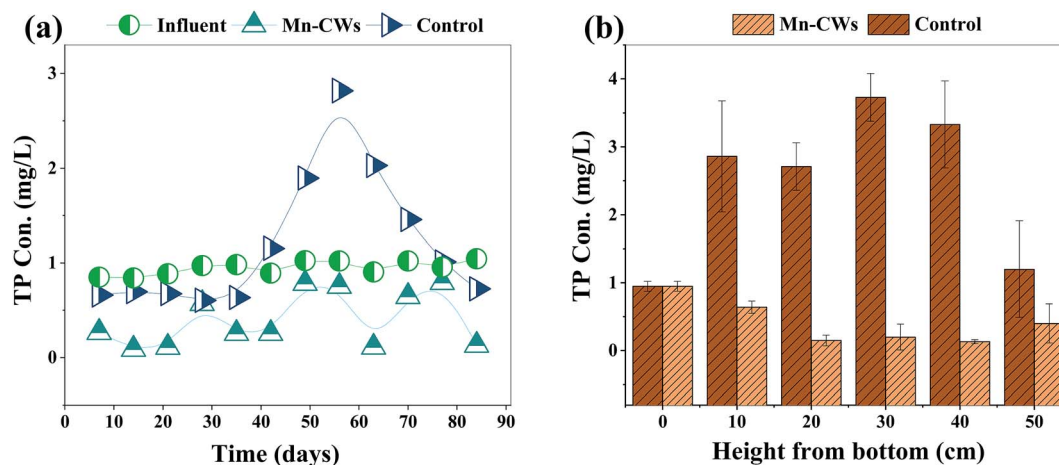 (a)
Influent Mn-CWs Control
TP Con. (mg/L)
3
2
1
0
0 10 20 30 40 50 60 70 80 90
Time (days)
(b)
Mn-CWs Control
TP Con. (mg/L)
4
3
2
1
0
0 10 20 30 40 50
Height from bottom (cm)